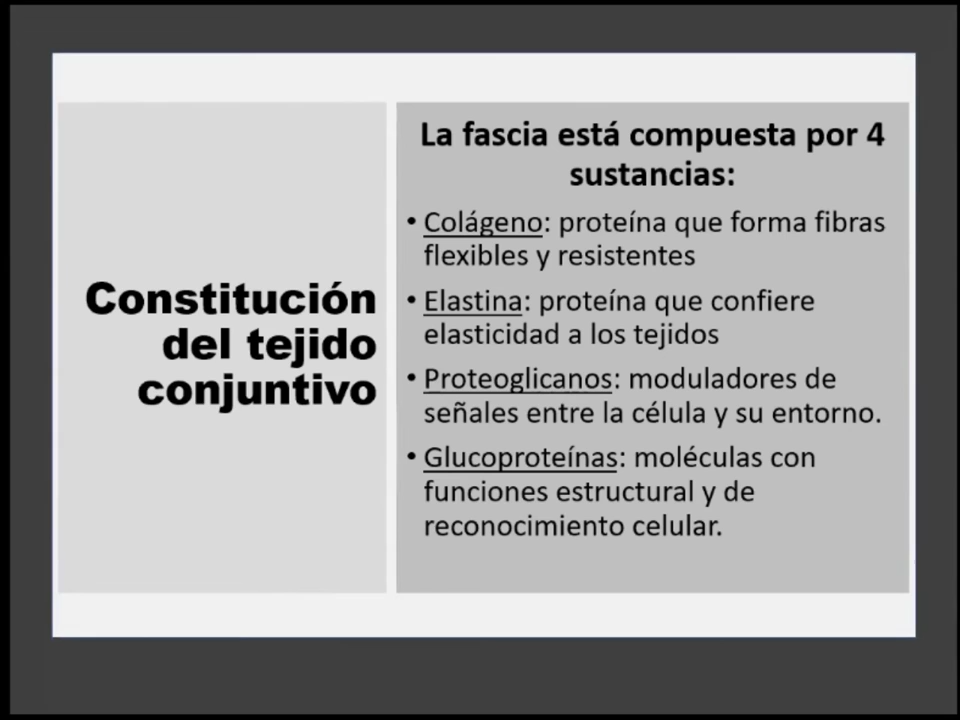 Constitución
del tejido
conjuntivo
La fascia está compuesta por 4
sustancias:
• Colágeno: proteína que forma fibras
flexibles y resistentes
• Elastina: proteína que confiere
elasticidad a los tejidos
• Proteoglicanos: moduladores de
señales entre la célula y su entorno.
• Glucoproteínas: moléculas con
funciones estructural y de
reconocimiento celular.